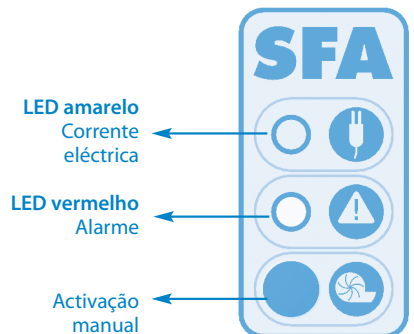 SFA
LED amarelo
Corrente
eléctrica
LED vermelho
Alarme
Activação
manual